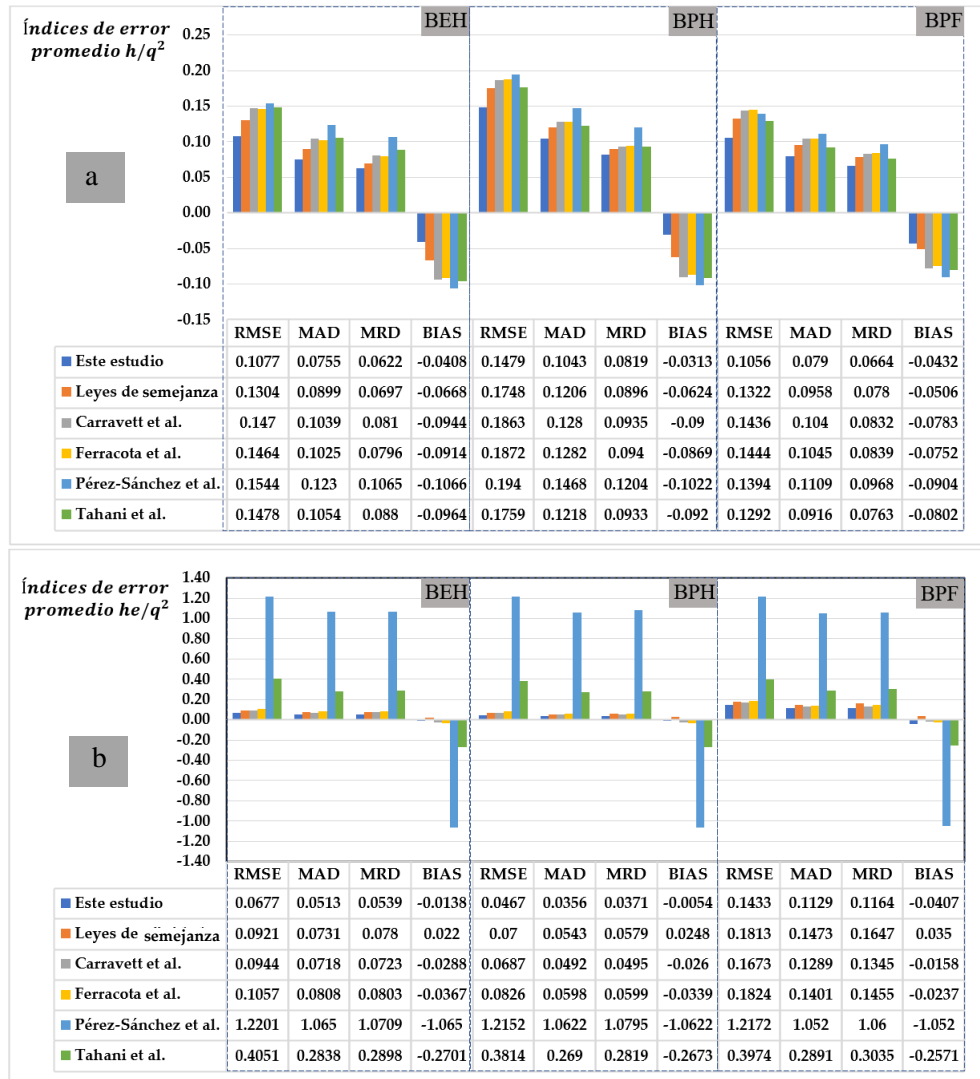 Índices de error
promedio h/q²
BEH BPH BPF
0.25
0.20
0.15
0.10
0.05
0.00
-0.05
-0.10
-0.15
a
RMSE MAD MRD BIAS RMSE MAD MRD BIAS RMSE MAD MRD BIAS
Este estudio 0.1077 0.0755 0.0622 -0.0408 0.1479 0.1043 0.0819 -0.0313 0.1056 0.079 0.0664 -0.0432
Leyes de semejanza 0.1304 0.0899 0.0697 -0.0668 0.1748 0.1206 0.0896 -0.0624 0.1322 0.0958 0.078 -0.0506
Carravett et al. 0.147 0.1039 0.081 -0.0944 0.1863 0.128 0.0935 -0.09 0.1436 0.104 0.0832 -0.0783
Ferracota et al. 0.1464 0.1025 0.0796 -0.0914 0.1872 0.1282 0.094 -0.0869 0.1444 0.1045 0.0839 -0.0752
Pérez-Sánchez et al. 0.1544 0.123 0.1065 -0.1066 0.194 0.1468 0.1204 -0.1022 0.1394 0.1109 0.0968 -0.0904
Tahani et al. 0.1478 0.1054 0.088 -0.0964 0.1759 0.1218 0.0933 -0.092 0.1292 0.0916 0.0763 -0.0802
Índices de error
promedio he/q²
BEH BPH BPF
1.40
1.20
1.00
0.80
0.60
0.40
0.20
0.00
-0.20
-0.40
-0.60
-0.80
-1.00
-1.20
-1.40
b
RMSE MAD MRD BIAS RMSE MAD MRD BIAS RMSE MAD MRD BIAS
Este estudio 0.0677 0.0513 0.0539 -0.0138 0.0467 0.0356 0.0371 -0.0054 0.1433 0.1129 0.1164 -0.0407
Leyes de semejanza 0.0921 0.0731 0.078 0.022 0.07 0.0543 0.0579 0.0248 0.1813 0.1473 0.1647 0.035
Carravett et al. 0.0944 0.0718 0.0723 -0.0288 0.0687 0.0492 0.0495 -0.026 0.1673 0.1289 0.1345 -0.0158
Ferracota et al. 0.1057 0.0808 0.0803 -0.0367 0.0826 0.0598 0.0599 -0.0339 0.1824 0.1401 0.1455 -0.0237
Pérez-Sánchez et al. 1.2201 1.065 1.0709 -1.065 1.2152 1.0622 1.0795 -1.0622 1.2172 1.052 1.06 -1.052
Tahani et al. 0.4051 0.2838 0.2898 -0.2701 0.3814 0.269 0.2819 -0.2673 0.3974 0.2891 0.3035 -0.2571